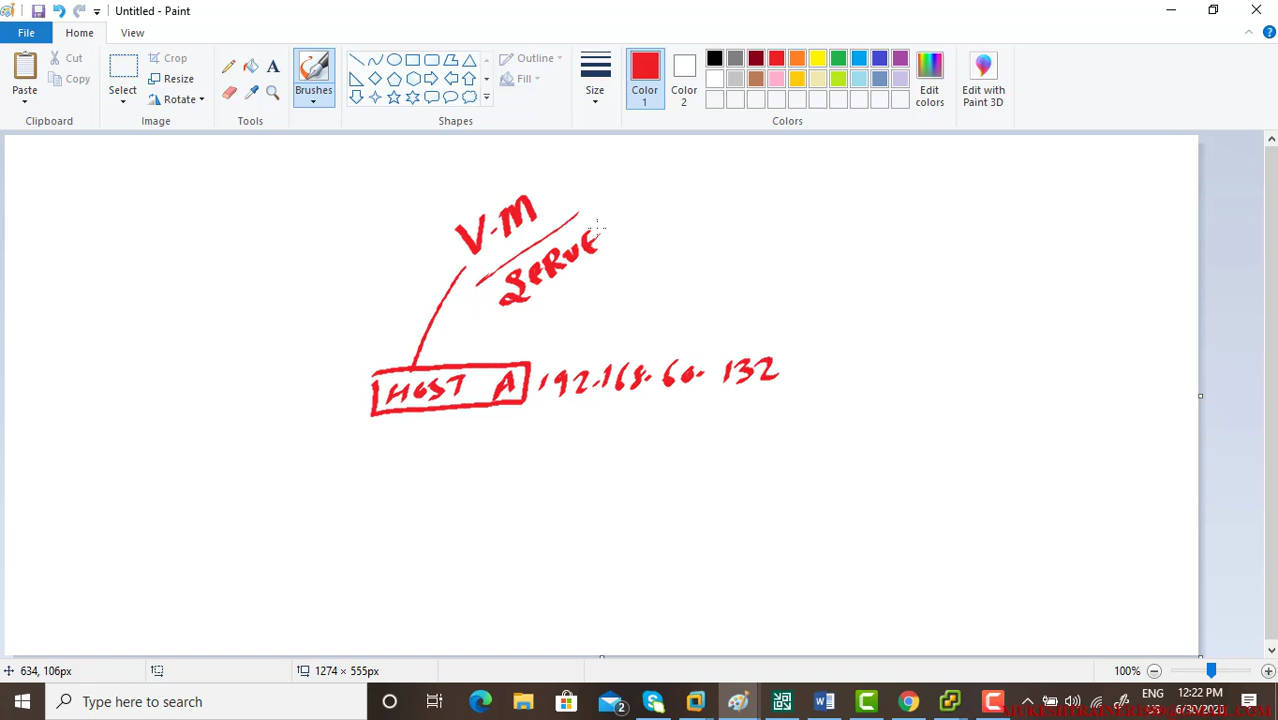 Untitled - Paint
File
Home
View
Paste
Cut
Copy
Clipboard
Select
Crop
Resize
Rotate
Image
A
Tools
Brushes
Outline
Fill
Shapes
Size
Color 1
Color 2
Edit colors
Colors
Edit with Paint 3D
V-M
SERVE
HOST A
192.168.60.132
634, 106px
1274 × 555px
100%
Type here to search
2
W
ENG
US
12:22 PM
6/30/2020